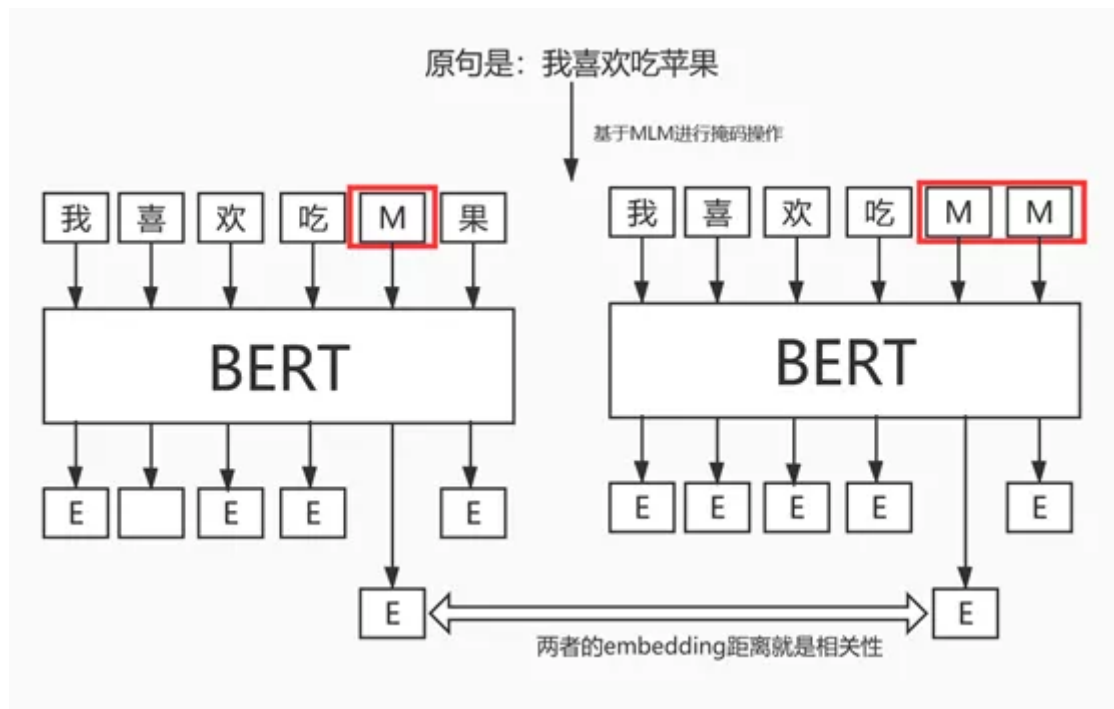 原句是：我喜欢吃苹果
基于MLM进行掩码操作
我 喜 欢 吃 M 果
我 喜 欢 吃 M M
BERT
BERT
E E E E
E E E E E
E
E
两者的embedding距离就是相关性